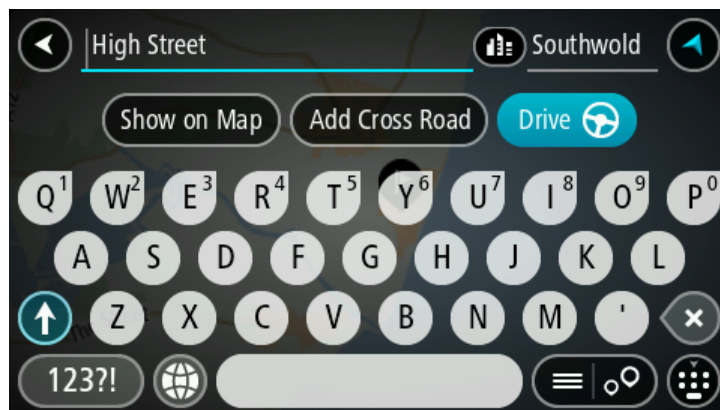 High Street Southwold
Show on Map Add Cross Road Drive
Q1 W2 E3 R4 T5 Y6 U7 I8 O9 P0
A S D F G H J K L
Z X C V B N M '
123?!